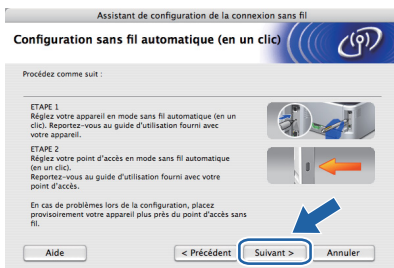 Assistant de configuration de la connexion sans fil
Configuration sans fil automatique (en un clic)
Procédez comme suit :
ETAPE 1
Réglez votre appareil en mode sans fil automatique (en un
clic). Reportez-vous au guide d'utilisation fourni avec
votre appareil.
ETAPE 2
Réglez votre point d'accès en mode sans fil automatique
(en un clic).
Reportez-vous au guide d'utilisation fourni avec votre
point d'accès.
En cas de problèmes lors de la configuration, placez
provisoirement votre appareil plus près du point d'accès sans
fil.
Aide
< Précédent
Suivant >
Annuler